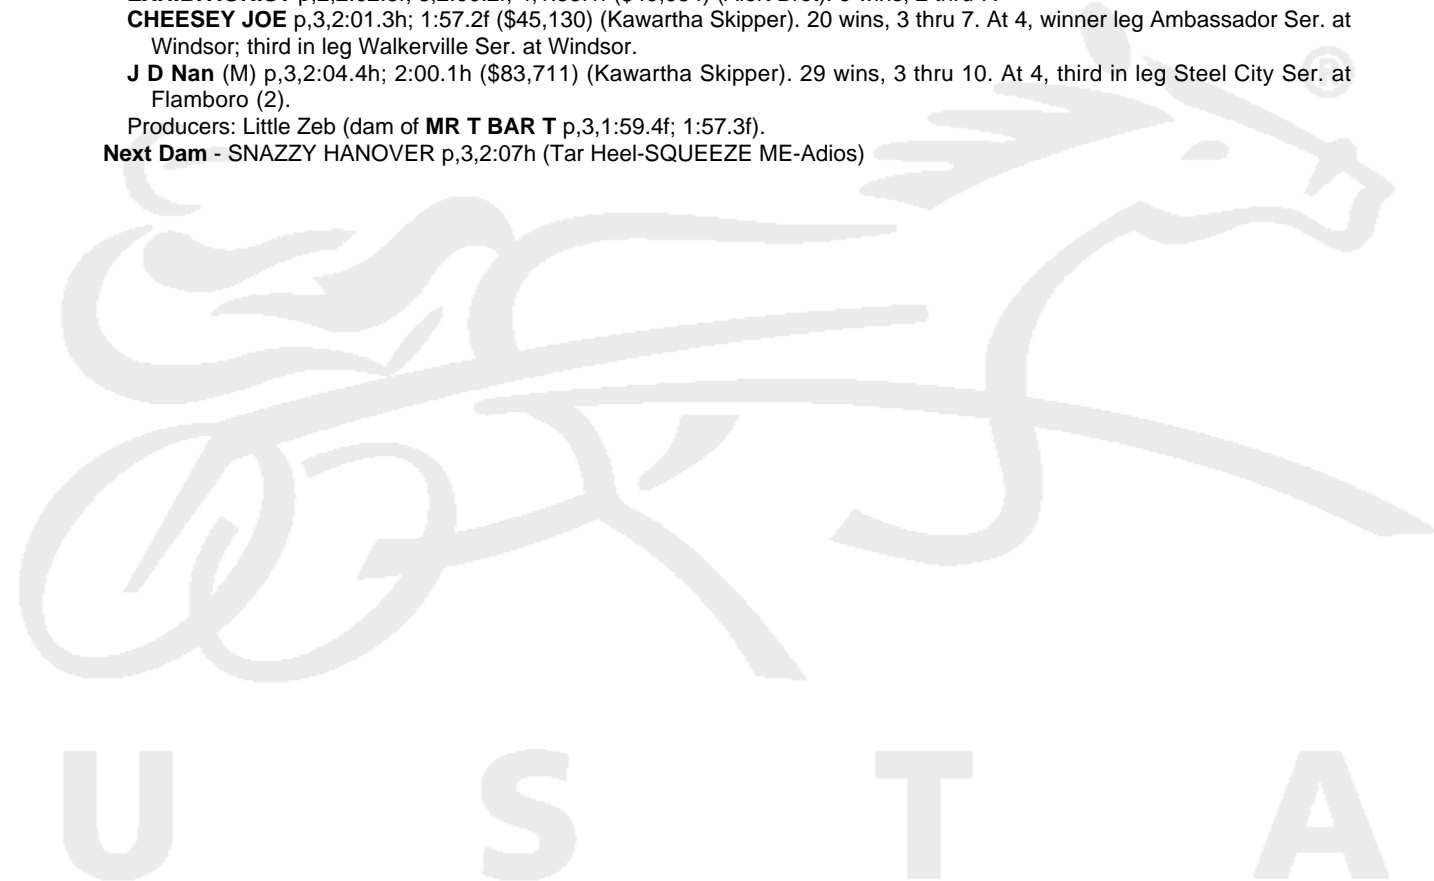 CHEESEY JOE p,3,2:01.3h; 1:57.2f ($45,130) (Kawartha Skipper). 20 wins, 3 thru 7. At 4, winner leg Ambassador Ser. at
Windsor; third in leg Walkerville Ser. at Windsor.
J D Nan (M) p,3,2:04.4h; 2:00.1h ($83,711) (Kawartha Skipper). 29 wins, 3 thru 10. At 4, third in leg Steel City Ser. at
Flamboro (2).
Producers: Little Zeb (dam of MR T BAR T p,3,1:59.4f; 1:57.3f).
Next Dam - SNAZZY HANOVER p,3,2:07h (Tar Heel-SQUEEZE ME-Adios)
®
U S T A